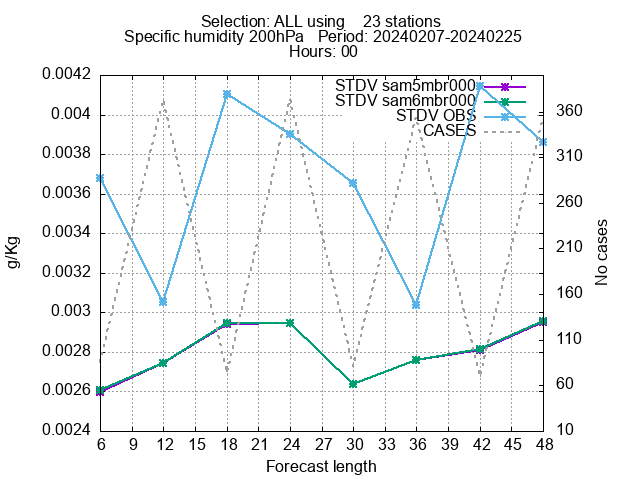 Selection: ALL using    23 stations
Specific humidity 200hPa   Period: 20240207-20240225
Hours: 00
STDV sam5mbr000
STDV sam6mbr000
STDV OBS
CASES
0.0042
0.004
0.0038
0.0036
0.0034
0.0032
0.003
0.0028
0.0026
0.0024
g/Kg
360
310
260
210
160
110
60
10
No cases
6 9 12 15 18 21 24 27 30 33 36 39 42 45 48
Forecast length